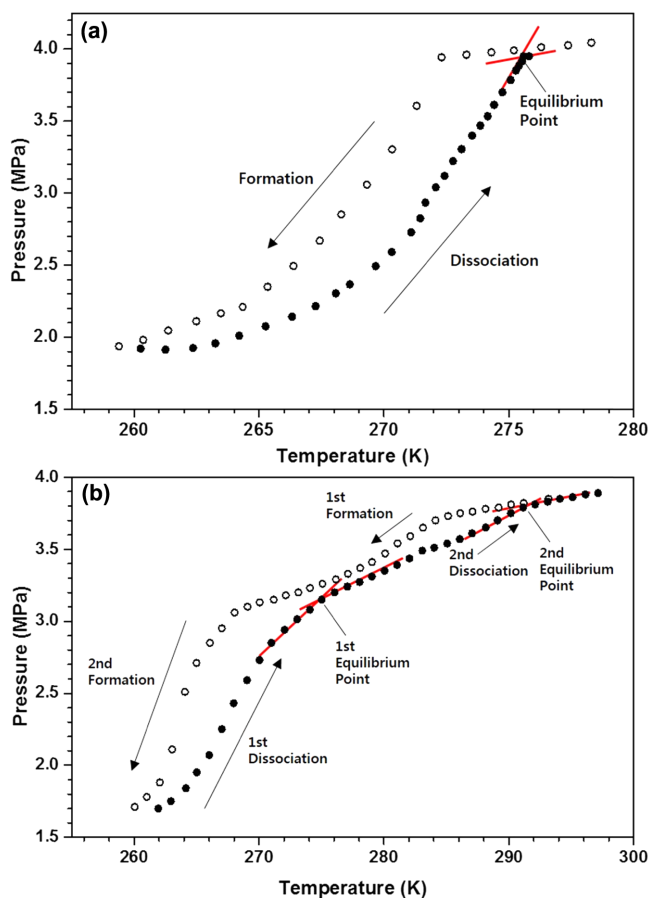 (a)
4.0
3.5
3.0
2.5
2.0
1.5
Pressure (MPa)
Formation
Equilibrium
Point
Dissociation
260
265
270
275
280
Temperature (K)
(b)
4.0
3.5
3.0
2.5
2.0
1.5
Pressure (MPa)
1st
Formation
2nd
Dissociation
2nd
Equilibrium
Point
2nd
Formation
1st
Equilibrium
Point
1st
Dissociation
260
270
280
290
300
Temperature (K)